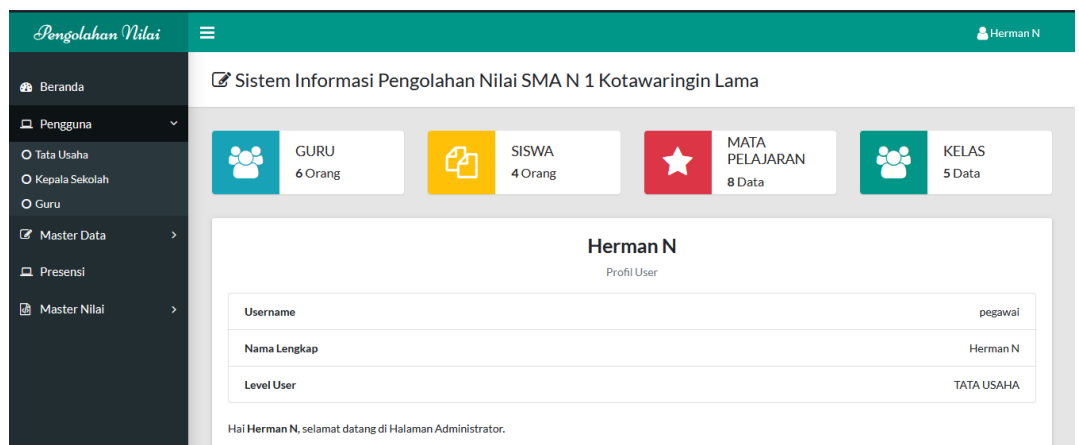 Pengolahan Nilai
Herman N
Beranda
Pengguna
Tata Usaha
Kepala Sekolah
Guru
Master Data
Presensi
Master Nilai
Sistem Informasi Pengolahan Nilai SMA N 1 Kotawaringin Lama
GURU
6 Orang
SISWA
4 Orang
MATA
PELAJARAN
8 Data
KELAS
5 Data
Herman N
Profil User
Username pegawai
Nama Lengkap Herman N
Level User TATA USAHA
Hai Herman N, selamat datang di Halaman Administrator.